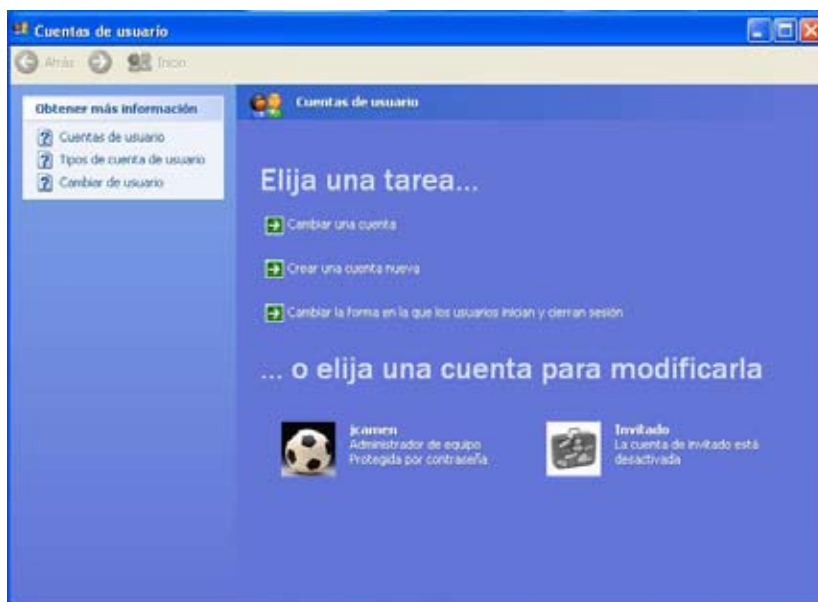 Cuentas de usuario
Atrás
Inicio
Obtener más información
Cuentas de usuario
Tipos de cuenta de usuario
Cambiar de usuario
Cuentas de usuario
Elija una tarea...
Cambiar una cuenta
Crear una cuenta nueva
Cambiar la forma en la que los usuarios inician y cierran sesión
... o elija una cuenta para modificarla
jcamen
Administrador de equipo
Protegida por contraseña
Invitado
La cuenta de invitado está
desactivada